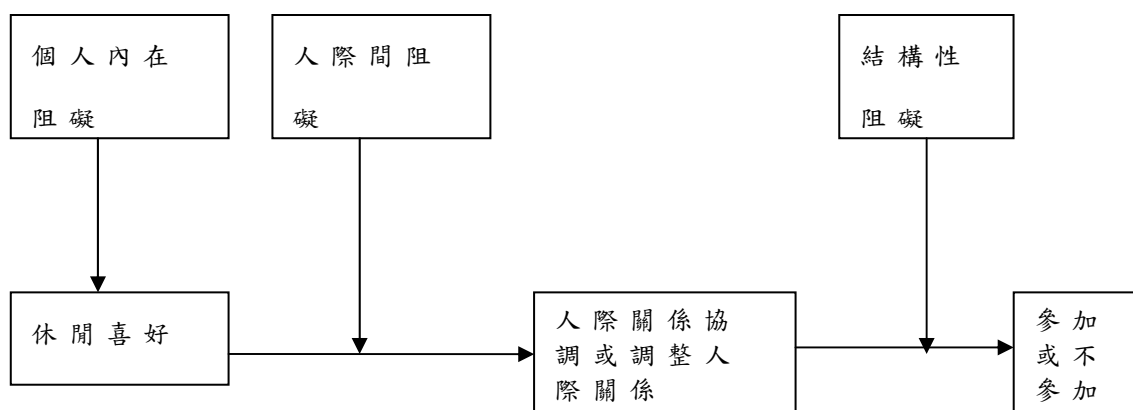 個人內在
阻礙
人際間阻
礙
結構性
阻礙
休閒喜好
人際關係協
調或調整人
際關係
參加
或不
參加